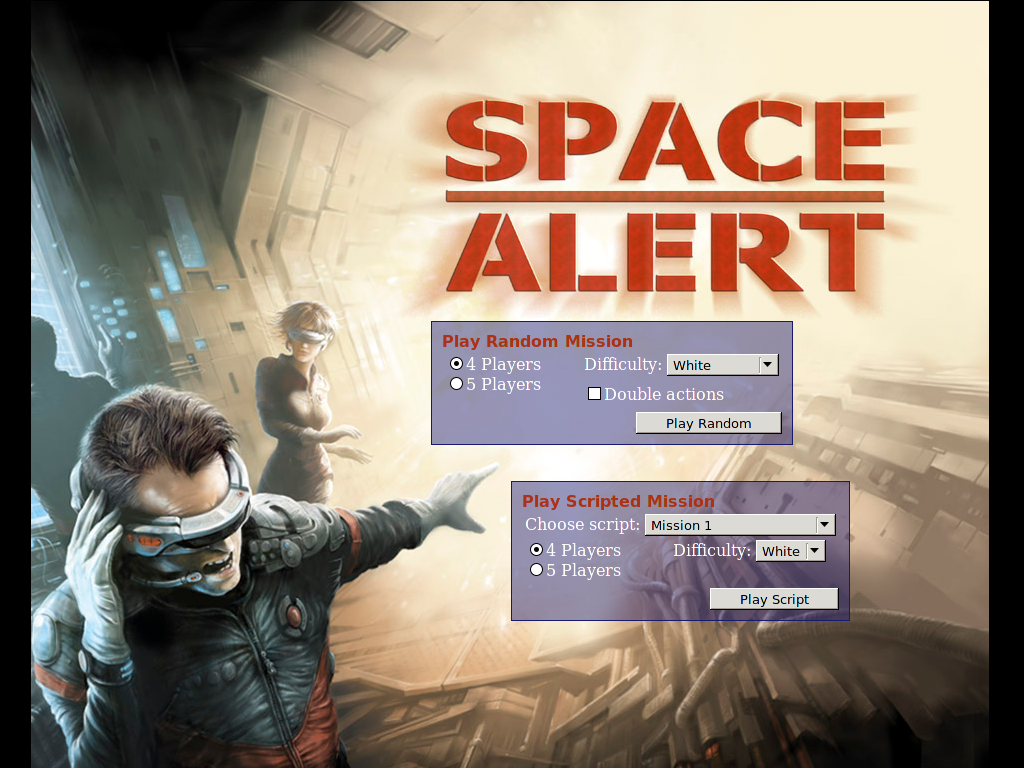 SPACE
ALERT
Play Random Mission
4 Players Difficulty: White
5 Players
Double actions
Play Random
Play Scripted Mission
Choose script: Mission 1
4 Players Difficulty: White
5 Players
Play Script